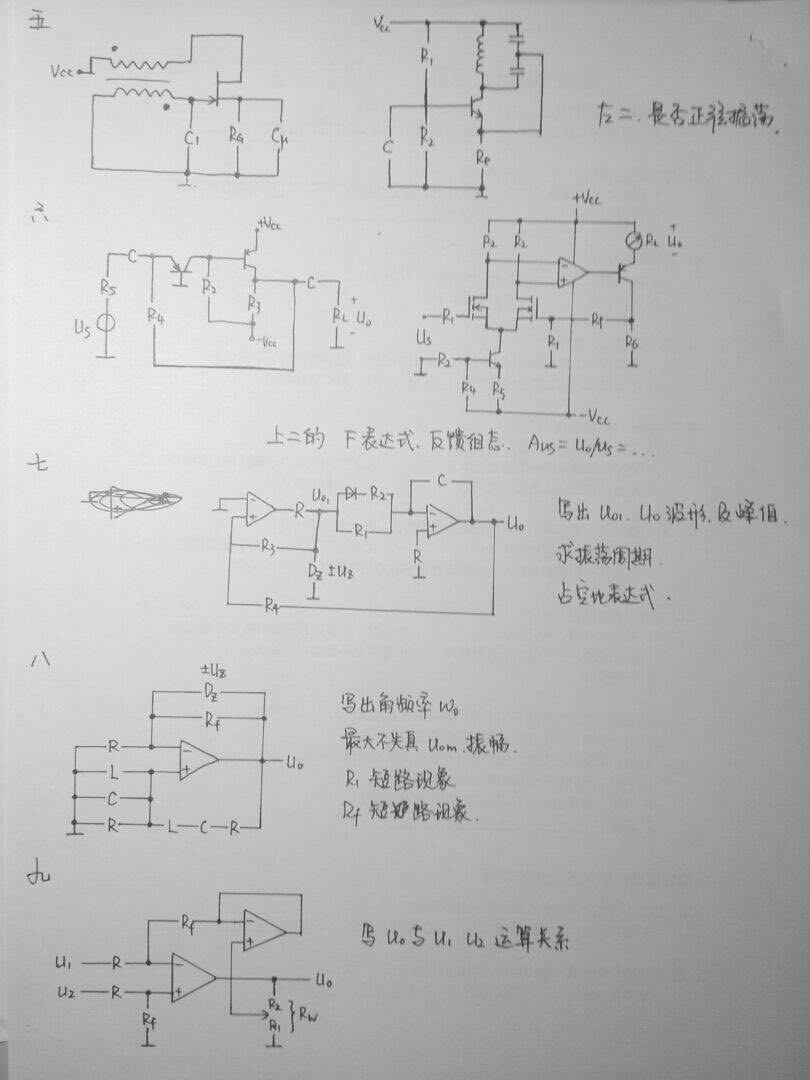 五
Vcc
C1
RG
Cμ
Vcc
R1
C
R2
Re
左二、是否正弦振荡.
六
+Vcc
C
R5
Us
R4
R2
R3
-Vcc
C
RL
+
Uo
-
+Vcc
R2
R2
RL
+
Uo
-
Us
R1
R1
Rf
R6
R2
R4
R5
-Vcc
上二的 F表达式、反馈组态. Aus=Uo/Us=...
七
R
Uo1
R2
R1
C
R3
Dz ±Uz
R
Uo
R4
写出 Uo1. Uo 波形 及峰值.
求振荡周期.
占空比表达式.
八
±Uz
Dz
Rf
R
L
C
R
L
C
R
Uo
写出角频率 W0
最大不失真 Uom 振幅.
R1 短路现象
Rf 短路现象.
九
Rf
U1
R
U2
R
Rf
Uo
R2
R1
Rw
写 Uo 与 U1 U2 运算关系